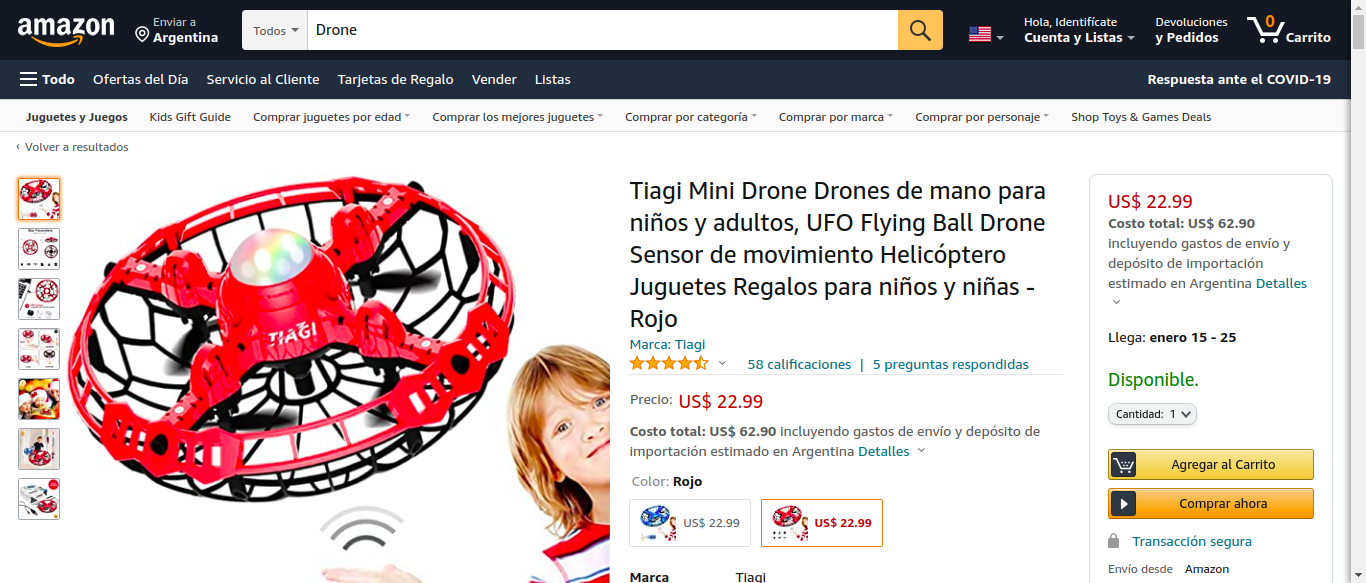 amazon
Enviar a
Argentina
Todos
Drone
Hola, Identifícate
Cuenta y Listas
Devoluciones
y Pedidos
0
Carrito
Todo
Ofertas del Día
Servicio al Cliente
Tarjetas de Regalo
Vender
Listas
Respuesta ante el COVID-19
Juguetes y Juegos
Kids Gift Guide
Comprar juguetes por edad
Comprar los mejores juguetes
Comprar por categoría
Comprar por marca
Comprar por personaje
Shop Toys & Games Deals
‹ Volver a resultados
TIAGI
Tiagi Mini Drone Drones de mano para
niños y adultos, UFO Flying Ball Drone
Sensor de movimiento Helicóptero
Juguetes Regalos para niños y niñas -
Rojo
Marca: Tiagi
58 calificaciones | 5 preguntas respondidas
Precio: US$ 22.99
Costo total: US$ 62.90 incluyendo gastos de envío y depósito de
importación estimado en Argentina Detalles
Color: Rojo
US$ 22.99
US$ 22.99
Marca Tiagi
US$ 22.99
Costo total: US$ 62.90
incluyendo gastos de envío y
depósito de importación
estimado en Argentina Detalles
Llega: enero 15 - 25
Disponible.
Cantidad: 1
Agregar al Carrito
Comprar ahora
Transacción segura
Envío desde Amazon